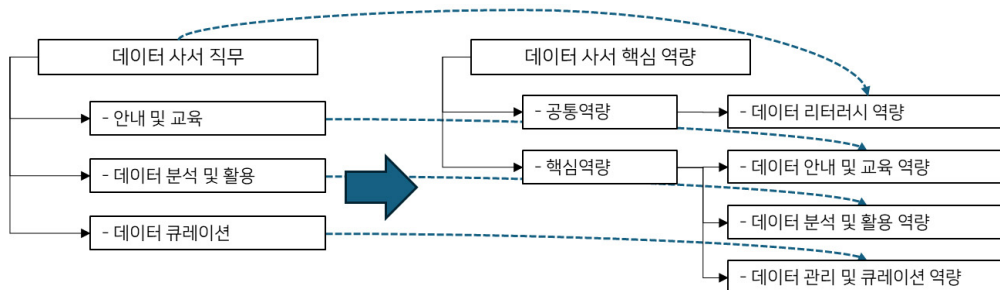 데이터 사서 직무
- 안내 및 교육
- 데이터 분석 및 활용
- 데이터 큐레이션
데이터 사서 핵심 역량
- 공통역량
- 핵심역량
- 데이터 리터러시 역량
- 데이터 안내 및 교육 역량
- 데이터 분석 및 활용 역량
- 데이터 관리 및 큐레이션 역량